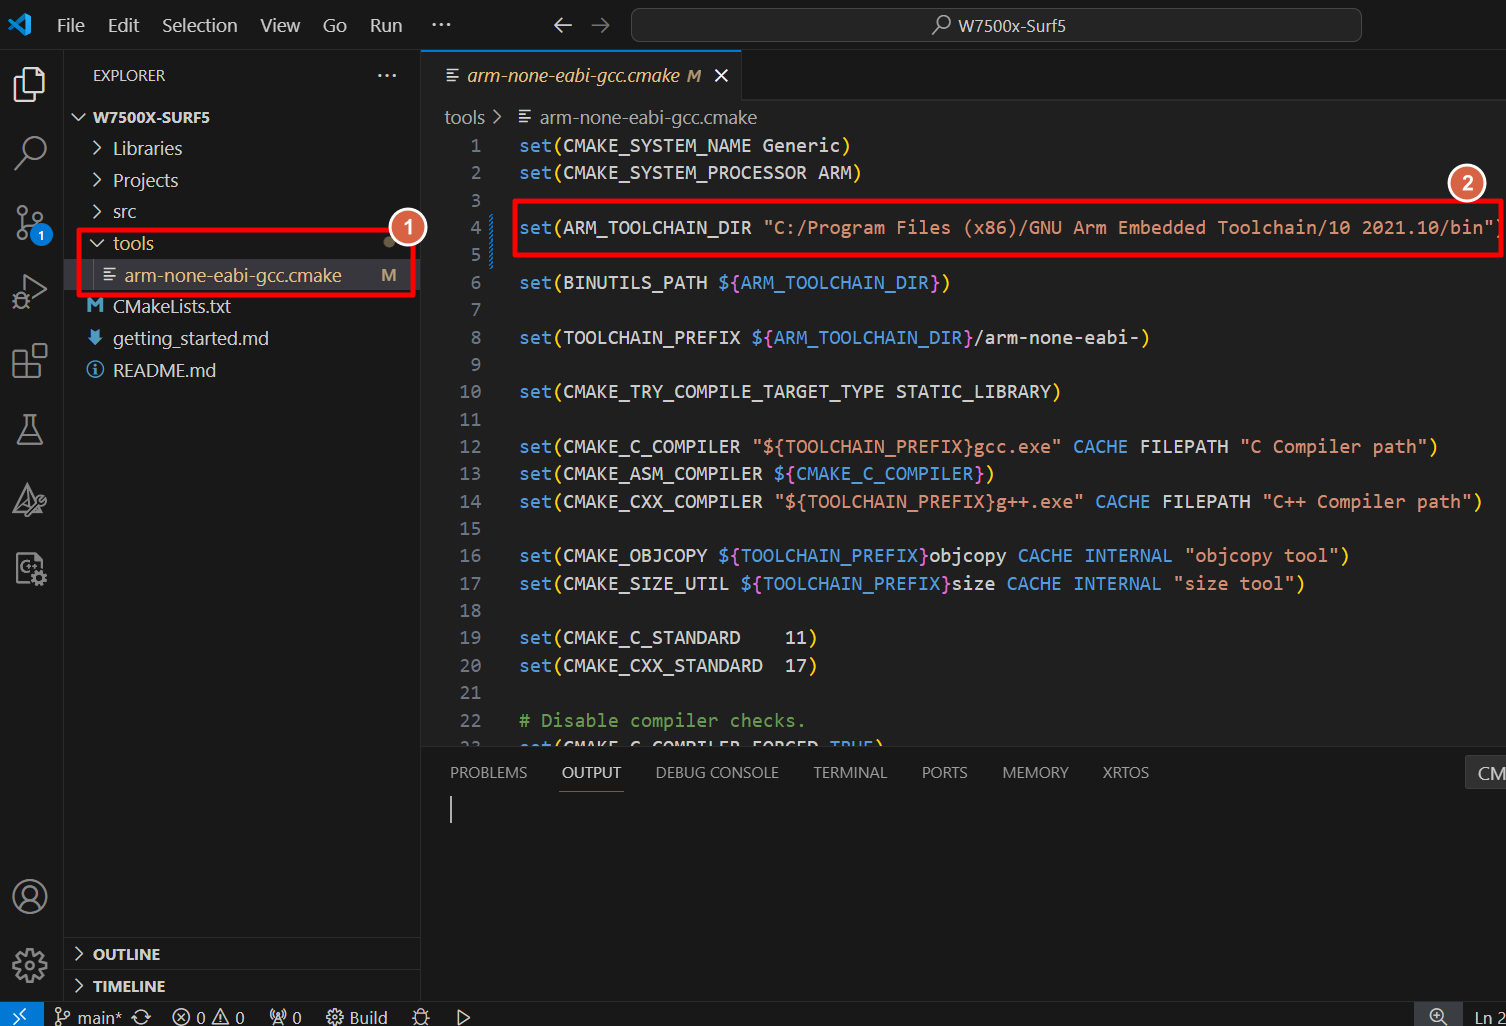 File Edit Selection View Go Run ··· W7500x-Surf5
EXPLORER ···
W7500X-SURF5
Libraries
Projects
src
tools
1
arm-none-eabi-gcc.cmake M
CMakeLists.txt
getting_started.md
README.md
OUTLINE
TIMELINE
1
arm-none-eabi-gcc.cmake M
tools > arm-none-eabi-gcc.cmake
2
1 set(CMAKE_SYSTEM_NAME Generic)
2 set(CMAKE_SYSTEM_PROCESSOR ARM)
3
4 set(ARM_TOOLCHAIN_DIR "C:/Program Files (x86)/GNU Arm Embedded Toolchain/10 2021.10/bin")
5
6 set(BINUTILS_PATH ${ARM_TOOLCHAIN_DIR})
7
8 set(TOOLCHAIN_PREFIX ${ARM_TOOLCHAIN_DIR}/arm-none-eabi-)
9
10 set(CMAKE_TRY_COMPILE_TARGET_TYPE STATIC_LIBRARY)
11
12 set(CMAKE_C_COMPILER "${TOOLCHAIN_PREFIX}gcc.exe" CACHE FILEPATH "C Compiler path")
13 set(CMAKE_ASM_COMPILER ${CMAKE_C_COMPILER})
14 set(CMAKE_CXX_COMPILER "${TOOLCHAIN_PREFIX}g++.exe" CACHE FILEPATH "C++ Compiler path")
15
16 set(CMAKE_OBJCOPY ${TOOLCHAIN_PREFIX}objcopy CACHE INTERNAL "objcopy tool")
17 set(CMAKE_SIZE_UTIL ${TOOLCHAIN_PREFIX}size CACHE INTERNAL "size tool")
18
19 set(CMAKE_C_STANDARD 11)
20 set(CMAKE_CXX_STANDARD 17)
21
22 # Disable compiler checks.
23 set(CMAKE_C_COMPILER_FORCED TRUE)
PROBLEMS OUTPUT DEBUG CONSOLE TERMINAL PORTS MEMORY XRTOS CM
main* 0 0 0 Build Ln 2